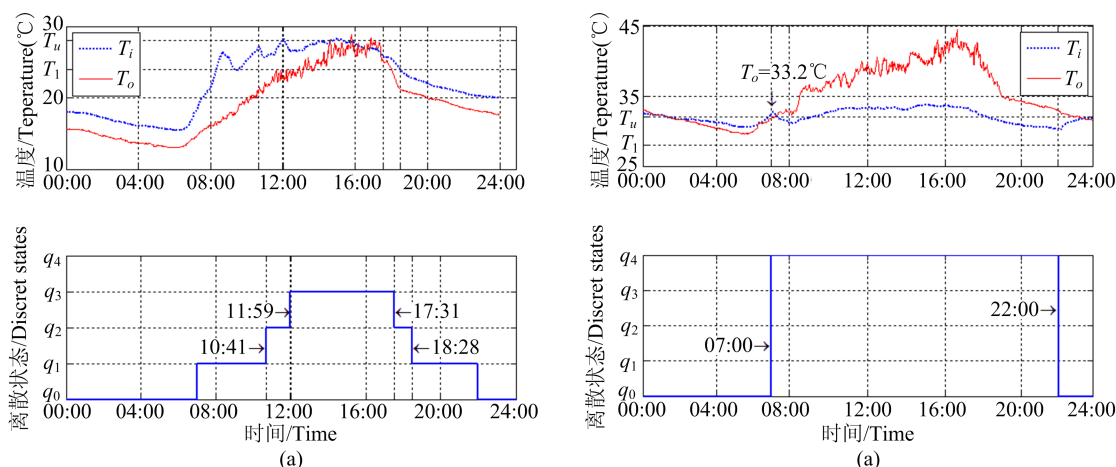 温度/Teperature(℃)
30
Tu
T1
20
10
Ti
To
00:00 04:00 08:00 12:00 16:00 20:00 24:00
离散状态/Discret states
q4
q3
q2
q1
q0
11:59→
←17:31
10:41→
←18:28
00:00 04:00 08:00 12:00 16:00 20:00 24:00
时间/Time
(a)
温度/Teperature(℃)
45
35
Tu
T1
25
To=33.2℃
Ti
To
00:00 04:00 08:00 12:00 16:00 20:00 24:00
离散状态/Discret states
q4
q3
q2
q1
q0
07:00→
22:00→
00:00 04:00 08:00 12:00 16:00 20:00 24:00
时间/Time
(a)